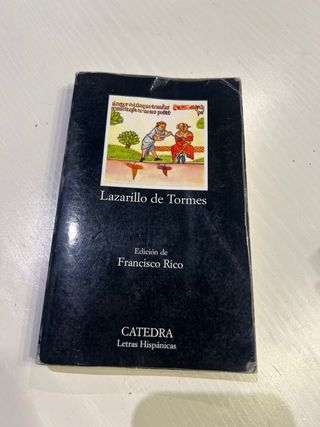 Lazarillo de Tormes
Edición de
Francisco Rico
CATEDRA
Letras Hispánicas